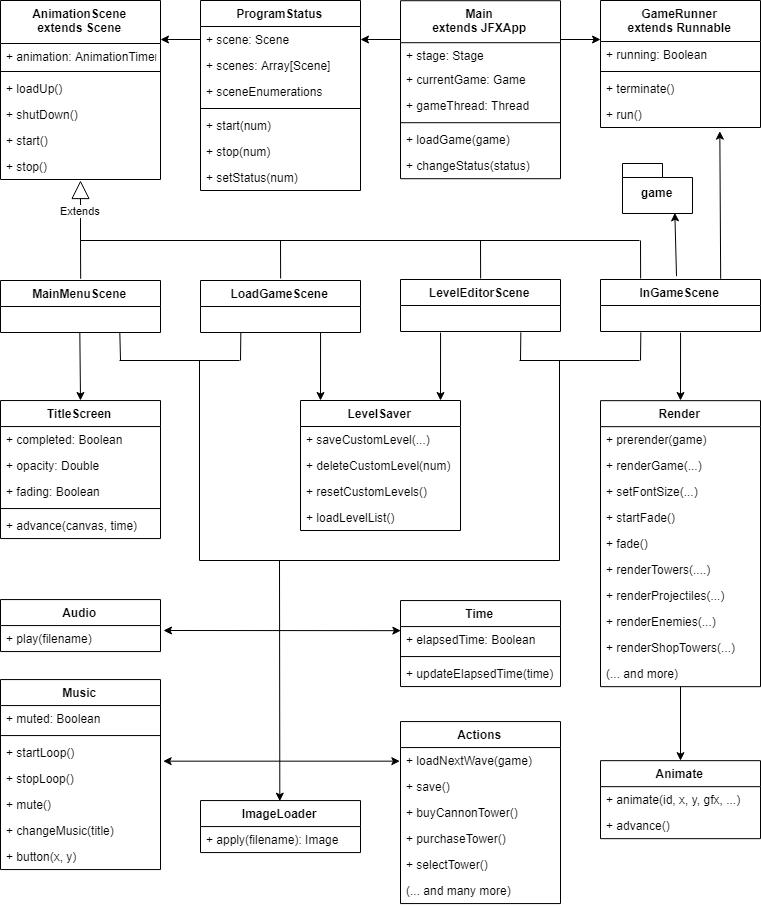 AnimationScene
extends Scene
+ animation: AnimationTimer
+ loadUp()
+ shutDown()
+ start()
+ stop()
ProgramStatus
+ scene: Scene
+ scenes: Array[Scene]
+ sceneEnumerations
+ start(num)
+ stop(num)
+ setStatus(num)
Main
extends JFXApp
+ stage: Stage
+ currentGame: Game
+ gameThread: Thread
+ loadGame(game)
+ changeStatus(status)
GameRunner
extends Runnable
+ running: Boolean
+ terminate()
+ run()
game
Extends
MainMenuScene
LoadGameScene
LevelEditorScene
InGameScene
TitleScreen
+ completed: Boolean
+ opacity: Double
+ fading: Boolean
+ advance(canvas, time)
LevelSaver
+ saveCustomLevel(...)
+ deleteCustomLevel(num)
+ resetCustomLevels()
+ loadLevelList()
Render
+ prerender(game)
+ renderGame(...)
+ setFontSize(...)
+ startFade()
+ fade()
+ renderTowers(....)
+ renderProjectiles(...)
+ renderEnemies(...)
+ renderShopTowers(...)
(... and more)
Audio
+ play(filename)
Time
+ elapsedTime: Boolean
+ updateElapsedTime(time)
Music
+ muted: Boolean
+ startLoop()
+ stopLoop()
+ mute()
+ changeMusic(title)
+ button(x, y)
ImageLoader
+ apply(filename): Image
Actions
+ loadNextWave(game)
+ save()
+ buyCannonTower()
+ purchaseTower()
+ selectTower()
(... and many more)
Animate
+ animate(id, x, y, gfx, ...)
+ advance()